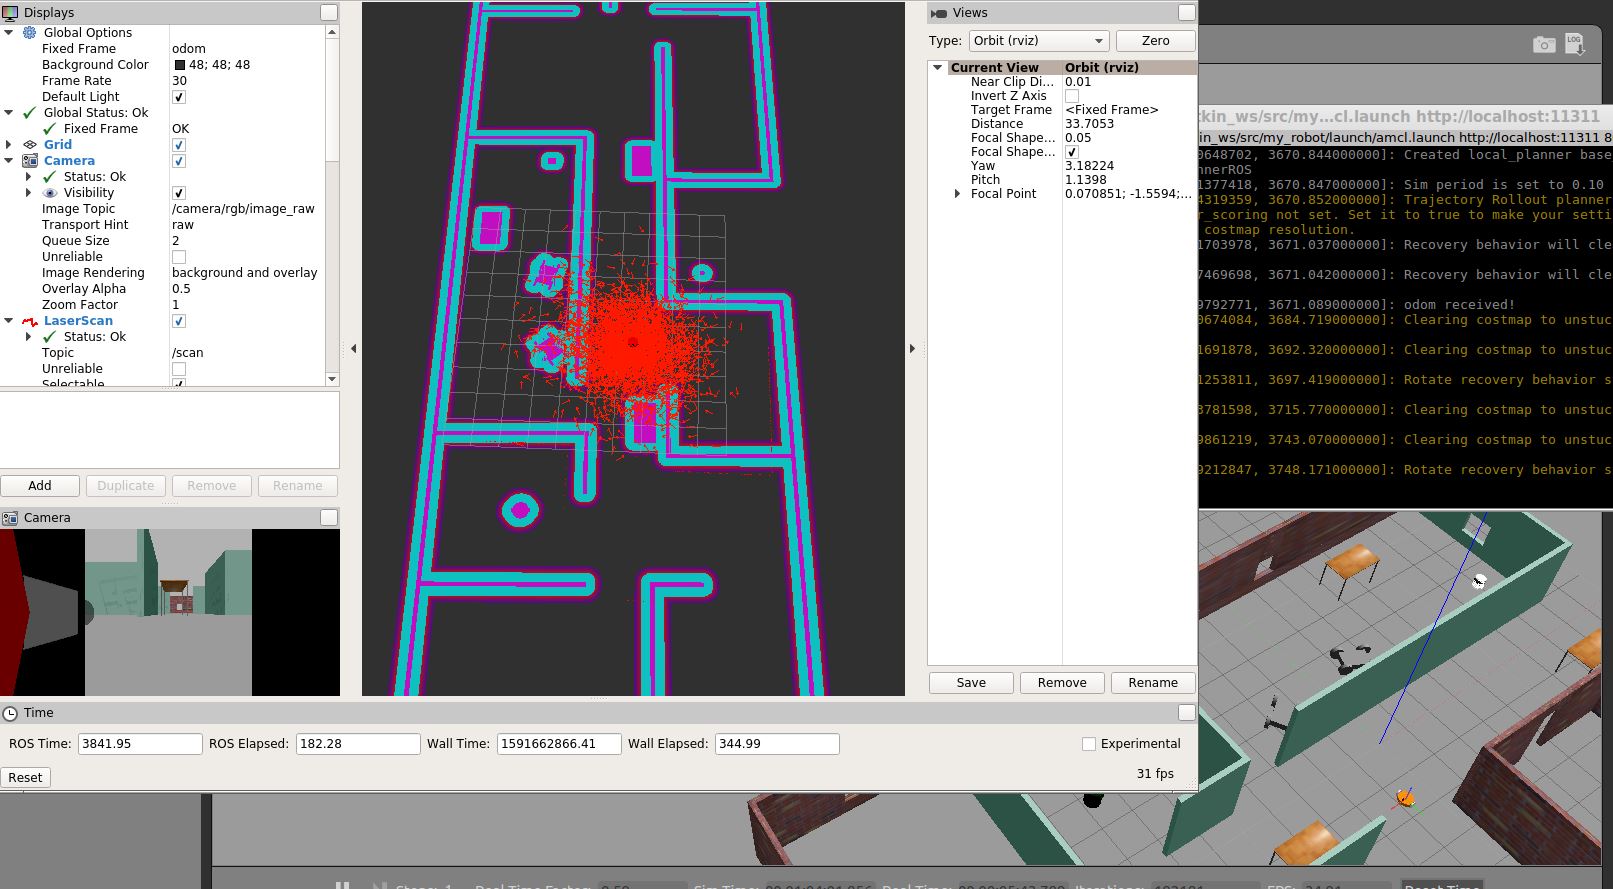 Displays
Global Options
Fixed Frame odom
Background Color 48; 48; 48
Frame Rate 30
Default Light
Global Status: Ok
Fixed Frame OK
Grid
Camera
Status: Ok
Visibility
Image Topic /camera/rgb/image_raw
Transport Hint raw
Queue Size 2
Unreliable
Image Rendering background and overlay
Overlay Alpha 0.5
Zoom Factor 1
LaserScan
Status: Ok
Topic /scan
Unreliable
Selectable
Add Duplicate Remove Rename
Camera
Views
Type: Orbit (rviz) Zero
Current View Orbit (rviz)
Near Clip Di... 0.01
Invert Z Axis
Target Frame <Fixed Frame>
Distance 33.7053
Focal Shape... 0.05
Focal Shape...
Yaw 3.18224
Pitch 1.1398
Focal Point 0.070851; -1.5594;...
Save Remove Rename
LOG
tkin_ws/src/my_...cl.launch http://localhost:11311
in_ws/src/my_robot/launch/amcl.launch http://localhost:11311 8
0648702, 3670.844000000]: Created local_planner base
nnerROS
1377418, 3670.847000000]: Sim period is set to 0.10
4319359, 3670.852000000]: Trajectory Rollout planner
r_scoring not set. Set it to true to make your setti
costmap resolution.
1703978, 3671.037000000]: Recovery behavior will cle
7469698, 3671.042000000]: Recovery behavior will cle
9792771, 3671.089000000]: odom received!
0674084, 3684.719000000]: Clearing costmap to unstuc
1691878, 3692.320000000]: Clearing costmap to unstuc
1253811, 3697.419000000]: Rotate recovery behavior s
3781598, 3715.770000000]: Clearing costmap to unstuc
9861219, 3743.070000000]: Clearing costmap to unstuc
9212847, 3748.171000000]: Rotate recovery behavior s
Time
ROS Time: 3841.95 ROS Elapsed: 182.28 Wall Time: 1591662866.41 Wall Elapsed: 344.99 Experimental
Reset 31 fps